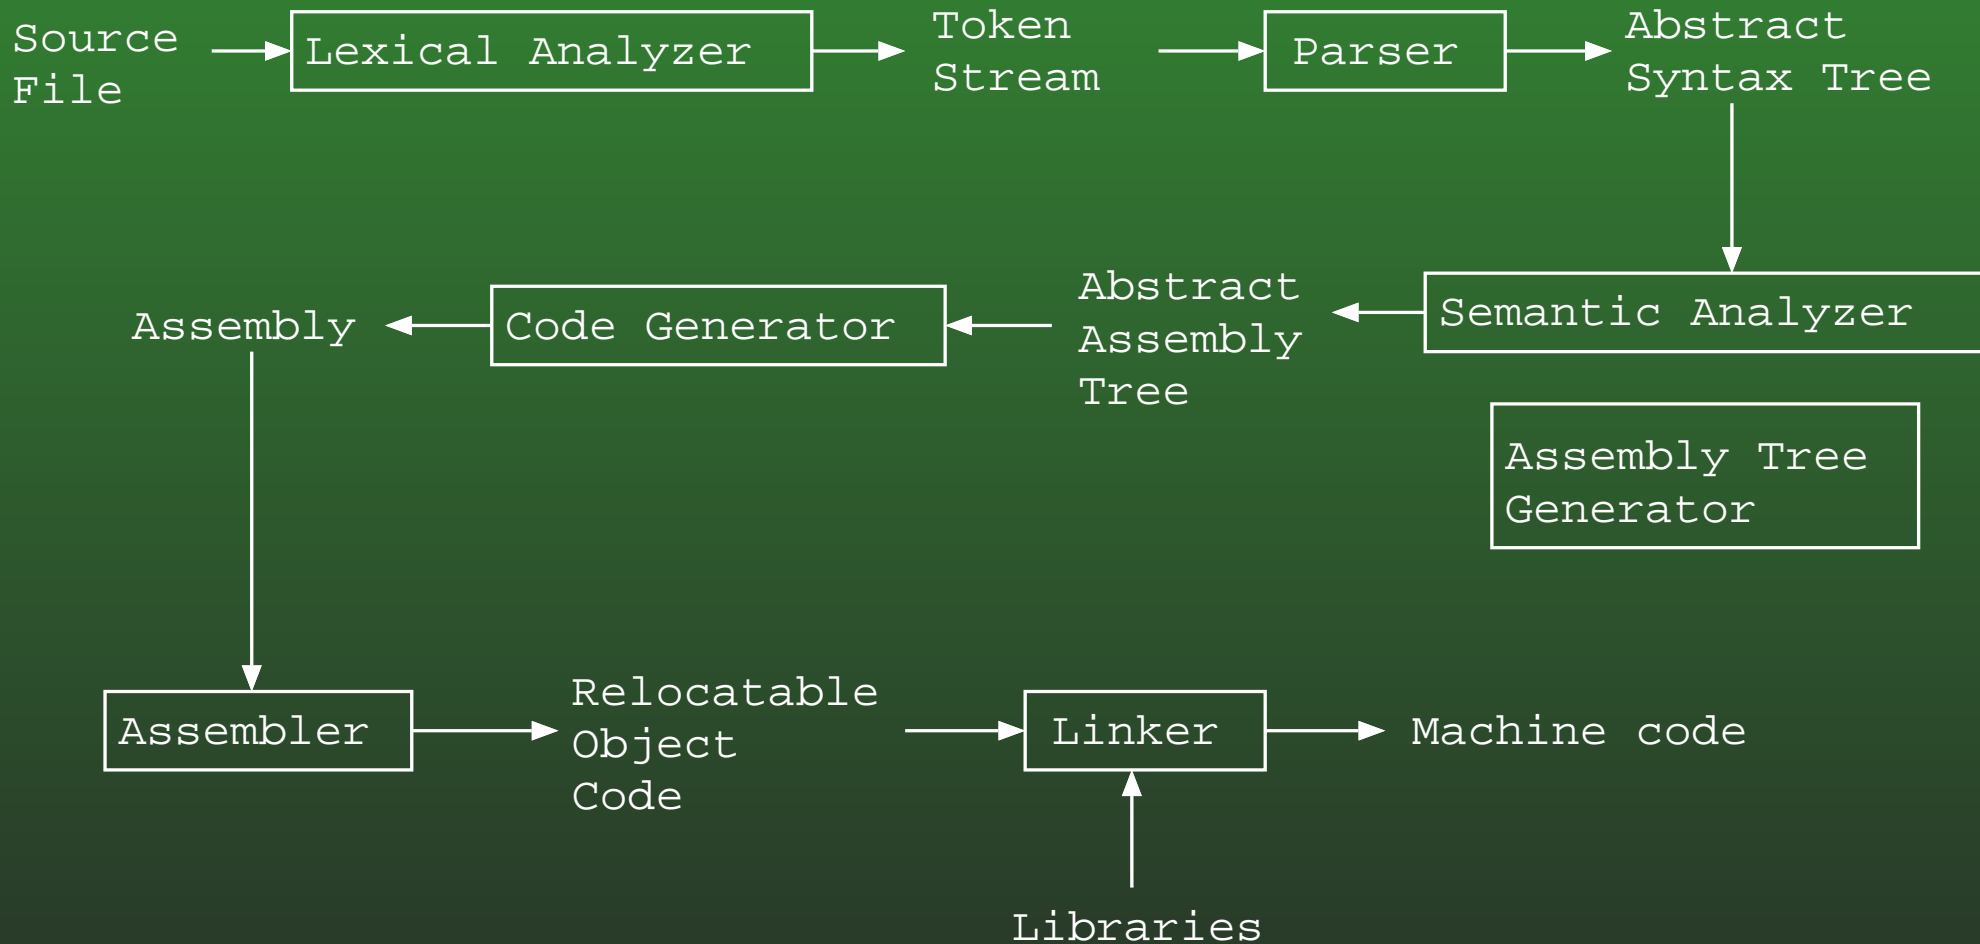 Source
File
Lexical Analyzer
Token
Stream
Parser
Abstract
Syntax Tree
Semantic Analyzer
Abstract
Assembly
Tree
Code Generator
Assembly
Assembly Tree
Generator
Assembler
Relocatable
Object
Code
Linker
Machine code
Libraries